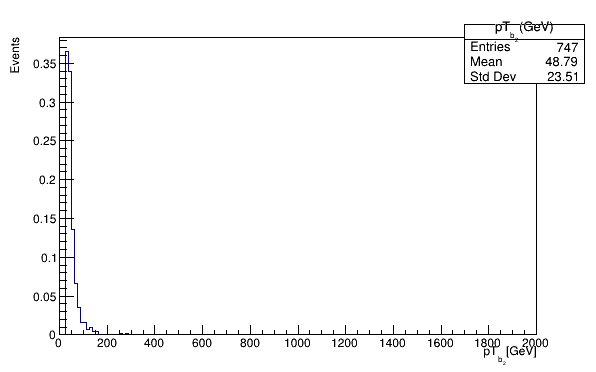 pT_b2(GeV)
Entries 747
Mean 48.79
Std Dev 23.51
Events
0.35
0.3
0.25
0.2
0.15
0.1
0.05
0
0 200 400 600 800 1000 1200 1400 1600 1800 2000
pT_b2[GeV]